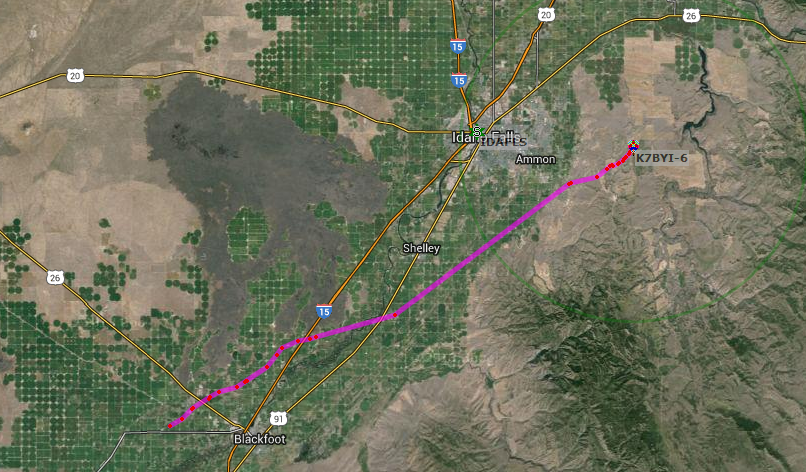 20
26
15
20
15
Idaho Falls
IDAFLS
Ammon
K7BYI-6
Shelley
26
15
91
Blackfoot